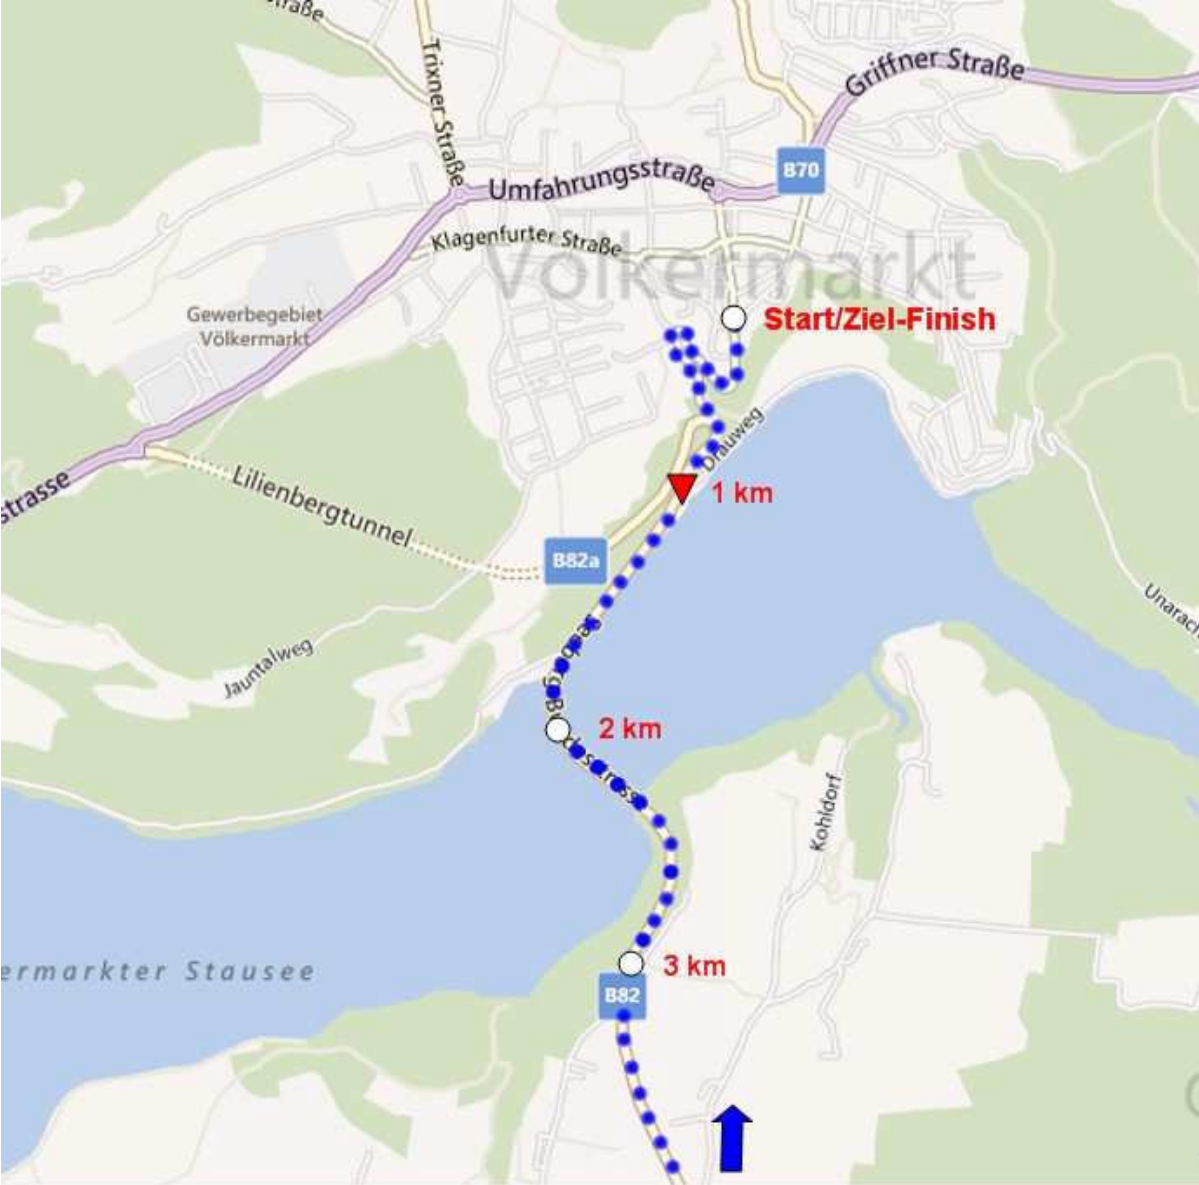 raße
Trixner Straße
Griffner Straße
B70
Umfahrungsstraße
Klagenfurter Straße
Völkermarkt
Gewerbegebiet
Völkermarkt
Start/Ziel-Finish
Drauweg
strasse
Lilienbergtunnel
1 km
B82a
Unarach
Jauntalweg
2 km
Kohldorf
ermarkter Stausee
3 km
B82